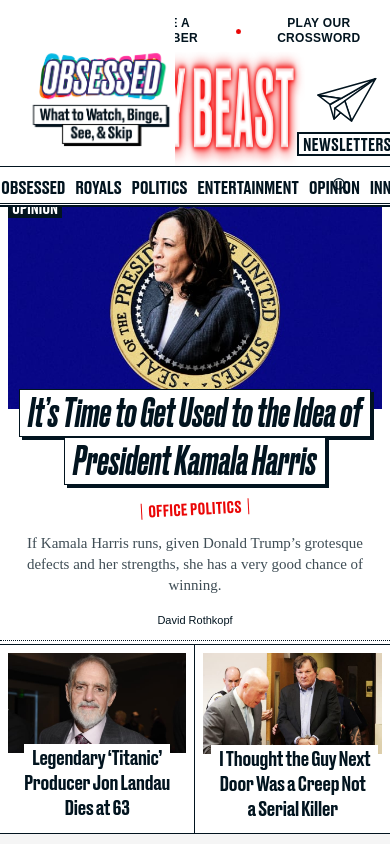 E A
BER
PLAY OUR
CROSSWORD
OBSESSED
What to Watch, Binge,
See, & Skip
Y BEAST
NEWSLETTERS
OBSESSED ROYALS POLITICS ENTERTAINMENT OPINION INN
OPINION
SEAL OF THE UNITED
It’s Time to Get Used to the Idea of
President Kamala Harris
OFFICE POLITICS
If Kamala Harris runs, given Donald Trump’s grotesque
defects and her strengths, she has a very good chance of
winning.
David Rothkopf
Legendary ‘Titanic’
Producer Jon Landau
Dies at 63
I Thought the Guy Next
Door Was a Creep Not
a Serial Killer